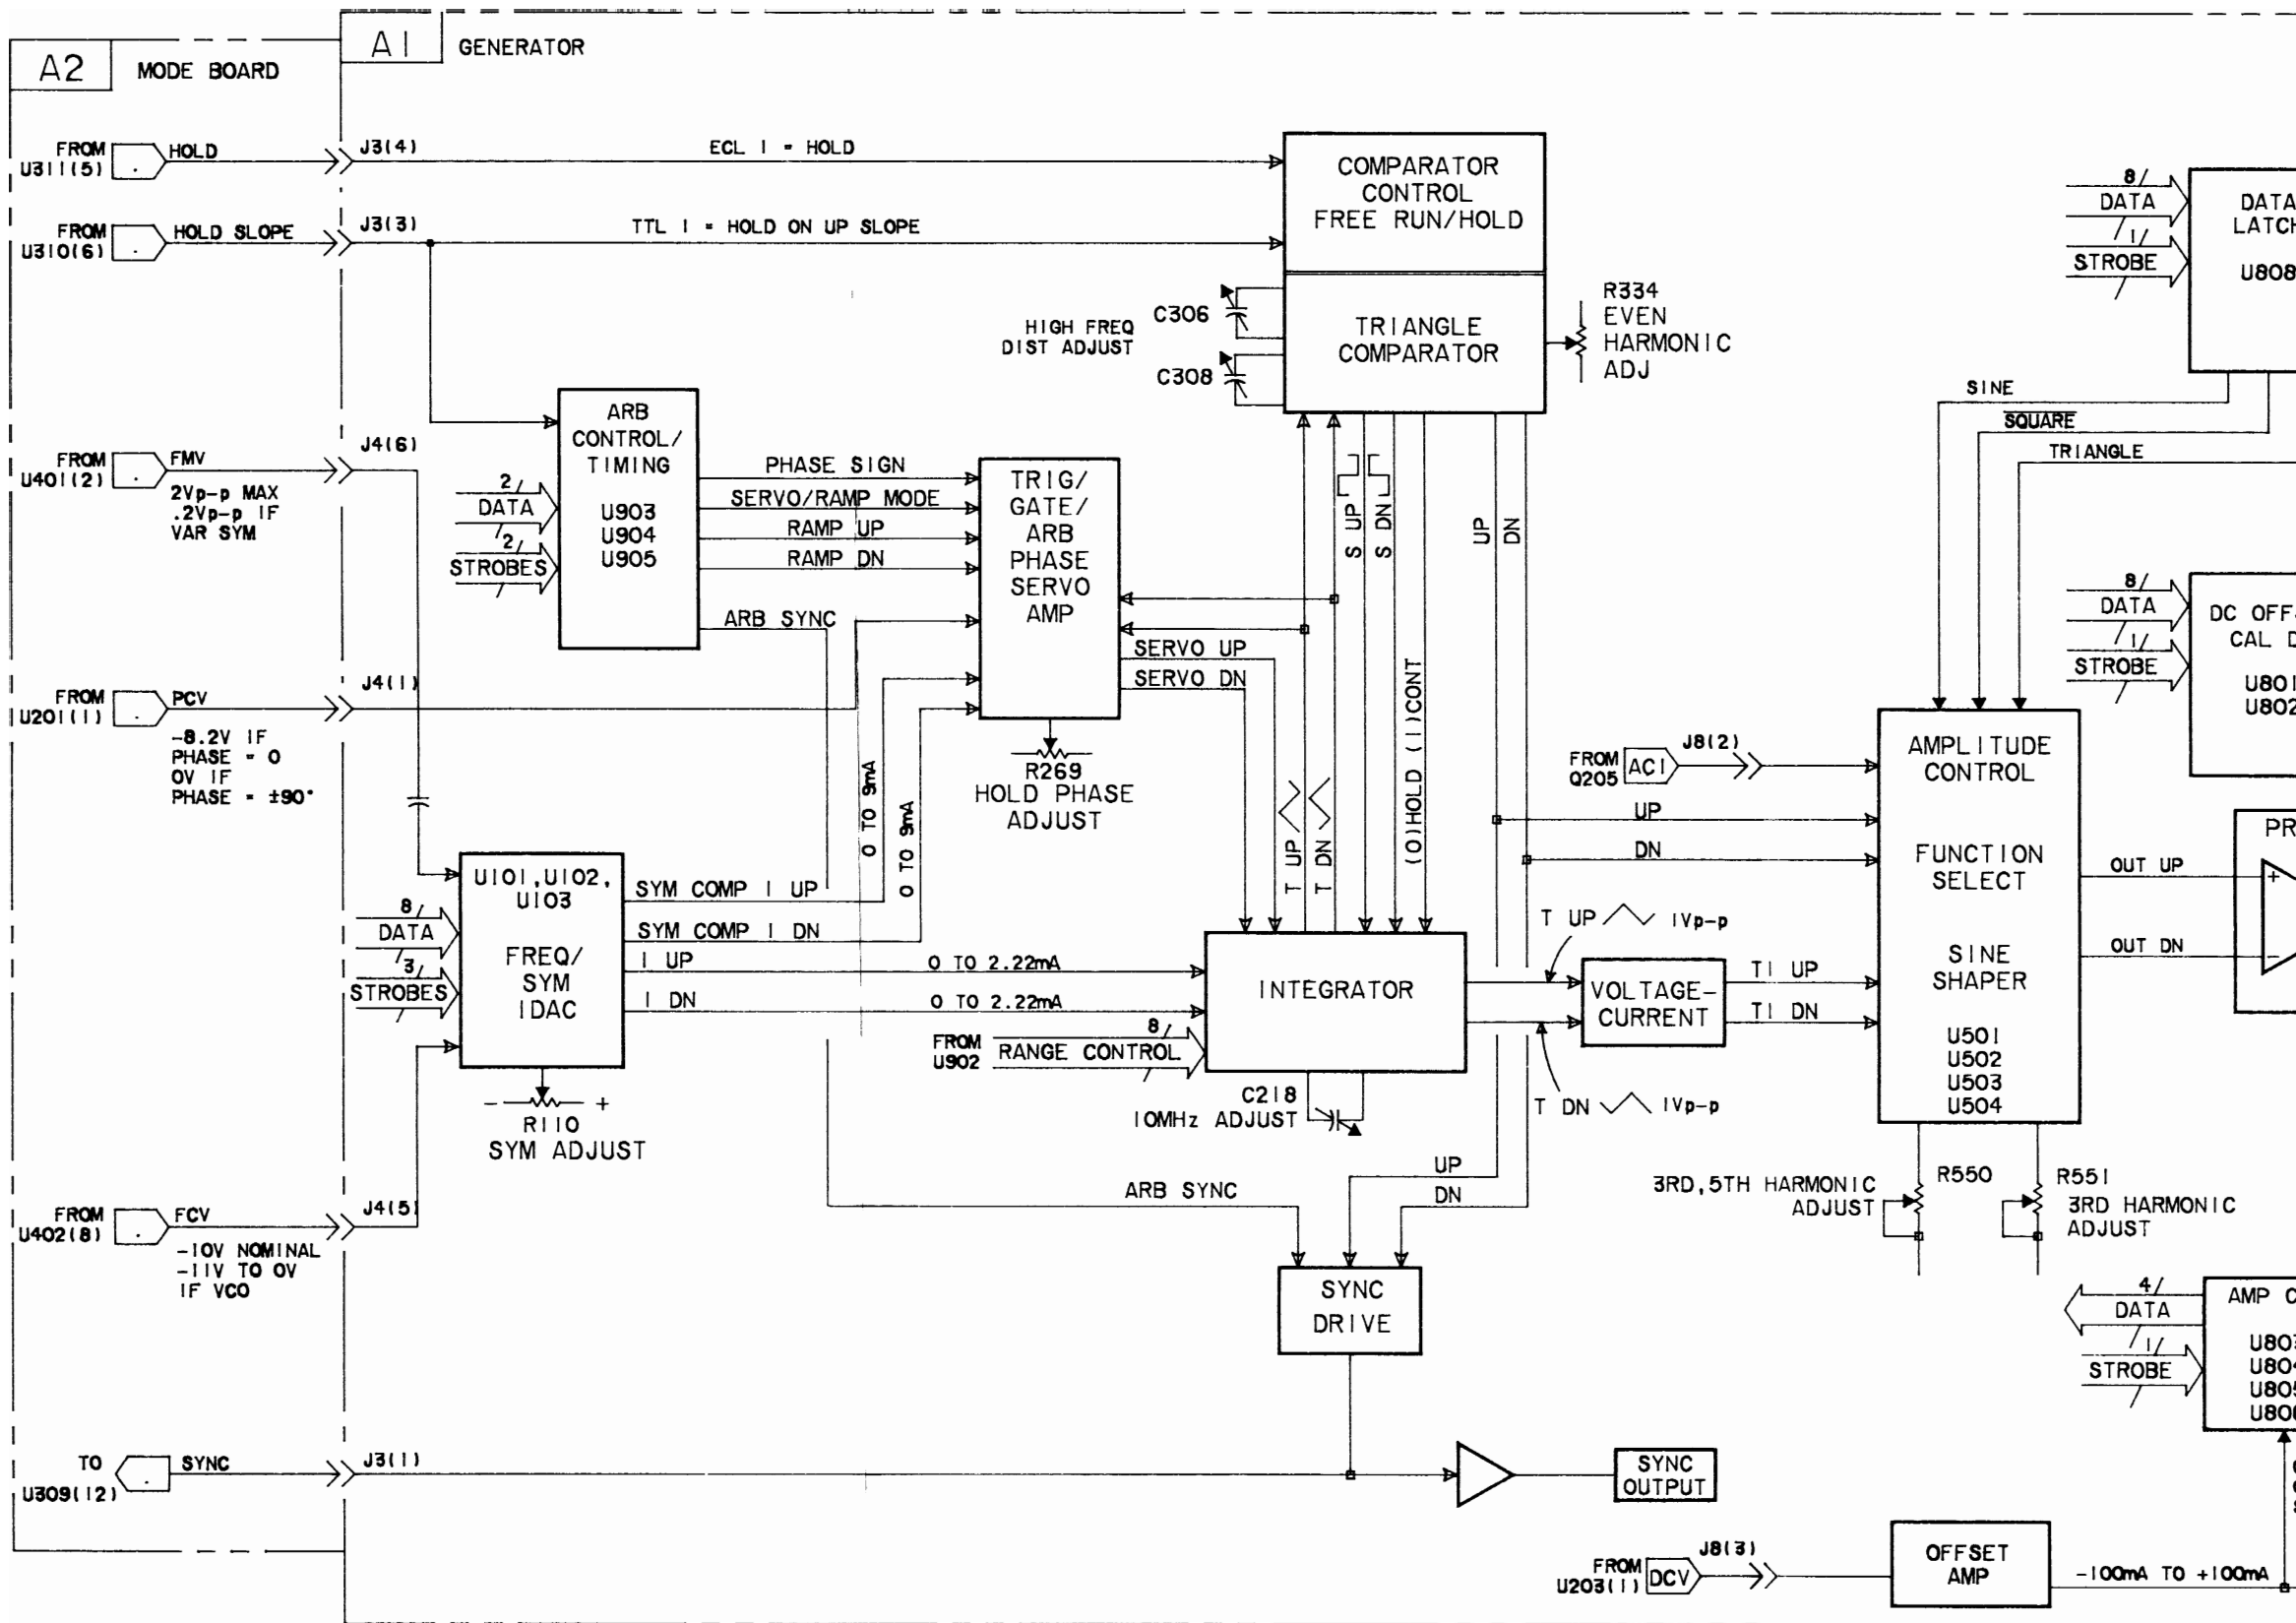 A2
MODE BOARD
A1
GENERATOR
FROM
U311(5)
HOLD
J3(4)
ECL 1 = HOLD
FROM
U310(6)
HOLD SLOPE
J3(3)
TTL 1 = HOLD ON UP SLOPE
COMPARATOR
CONTROL
FREE RUN/HOLD
TRIANGLE
COMPARATOR
HIGH FREQ
DIST ADJUST
C306
C308
R334
EVEN
HARMONIC
ADJ
8/
DATA
1/
STROBE
DATA
LATCH
U808
SINE
SQUARE
TRIANGLE
FROM
U401(2)
FMV
J4(6)
2Vp-p MAX
.2Vp-p IF
VAR SYM
2/
DATA
2/
STROBES
ARB
CONTROL/
TIMING
U903
U904
U905
PHASE SIGN
SERVO/RAMP MODE
RAMP UP
RAMP DN
ARB SYNC
TRIG/
GATE/
ARB
PHASE
SERVO
AMP
SERVO UP
SERVO DN
R269
HOLD PHASE
ADJUST
S UP
S DN
UP
DN
(0)HOLD (1)CONT
T UP
T DN
8/
DATA
1/
STROBE
DC OFF
CAL D
U801
U802
FROM
U201(1)
PCV
J4(1)
-8.2V IF
PHASE = 0
0V IF
PHASE = ±90°
0 TO 9mA
0 TO 9mA
FROM
Q205
AC1
J8(2)
UP
DN
AMPLITUDE
CONTROL
FUNCTION
SELECT
SINE
SHAPER
U501
U502
U503
U504
PR
OUT UP
+
OUT DN
-
U101,U102,
U103
FREQ/
SYM
IDAC
8/
DATA
3/
STROBES
SYM COMP I UP
SYM COMP I DN
I UP
0 TO 2.22mA
I DN
0 TO 2.22mA
FROM
U902
8/
RANGE CONTROL
INTEGRATOR
T UP
1Vp-p
VOLTAGE-
CURRENT
TI UP
TI DN
T DN
1Vp-p
C218
10MHz ADJUST
- +
R110
SYM ADJUST
FROM
U402(8)
FCV
J4(5)
-10V NOMINAL
-11V TO 0V
IF VCO
ARB SYNC
UP
DN
SYNC
DRIVE
3RD,5TH HARMONIC
ADJUST
R550
R551
3RD HARMONIC
ADJUST
4/
DATA
1/
STROBE
AMP C
U803
U804
U805
U806
TO
U309(12)
SYNC
J3(1)
SYNC
OUTPUT
FROM
U203(1)
DCV
J8(3)
OFFSET
AMP
-100mA TO +100mA